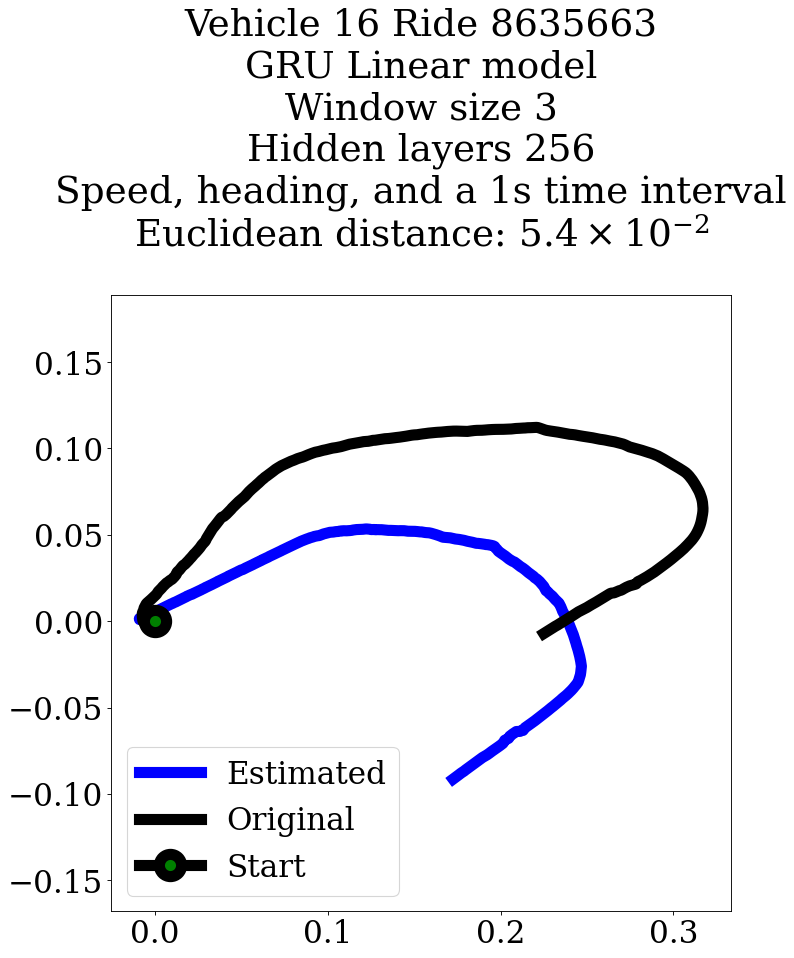 Vehicle 16 Ride 8635663
GRU Linear model
Window size 3
Hidden layers 256
Speed, heading, and a 1s time interval
Euclidean distance: 5.4 × 10⁻²
0.15
0.10
0.05
0.00
−0.05
−0.10
−0.15
Estimated
Original
Start
0.0 0.1 0.2 0.3